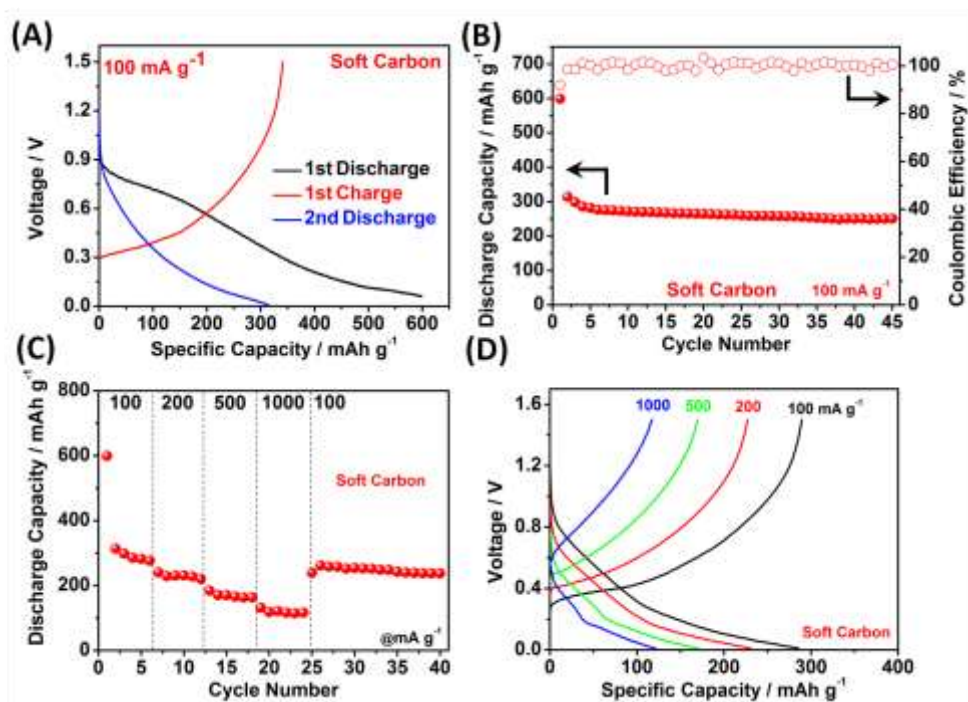 (A)
100 mA g-1
Soft Carbon
1st Discharge
1st Charge
2nd Discharge
1.5
1.2
0.9
0.6
0.3
0.0
Voltage / V
0 100 200 300 400 500 600
Specific Capacity / mAh g-1
(B)
700
600
500
400
300
250
200
150
100
50
0
Discharge Capacity / mAh g-1
100
80
60
40
20
0
Coulombic Efficiency / %
Soft Carbon 100 mA g-1
0 5 10 15 20 25 30 35 40 45
Cycle Number
(C)
800
600
400
200
0
Discharge Capacity / mAh g-1
100 200 500 1000 100
Soft Carbon
@mA g-1
0 5 10 15 20 25 30 35 40
Cycle Number
(D)
1.6
1.2
0.8
0.4
0.0
Voltage / V
1000 500 200 100 mA g-1
Soft Carbon
0 100 200 300 400
Specific Capacity / mAh g-1